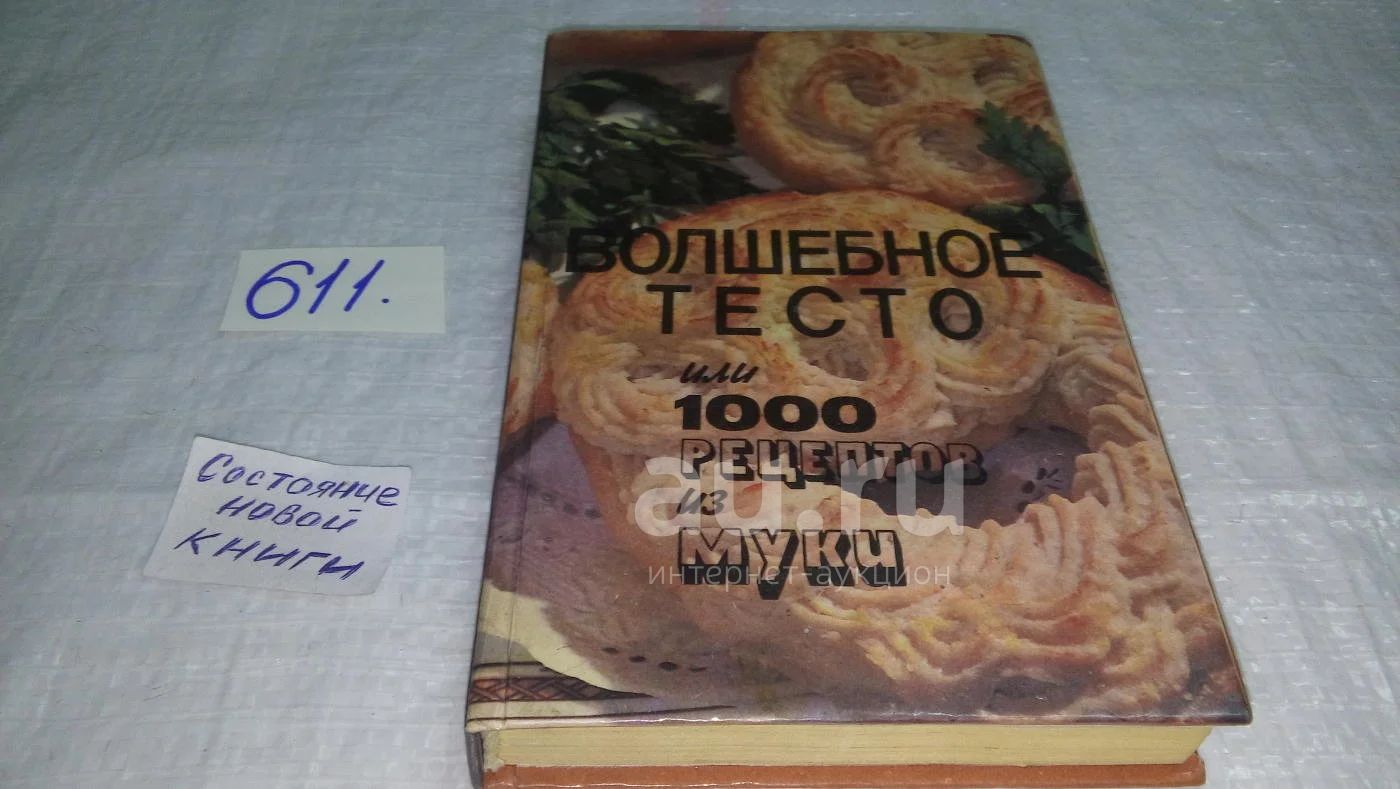 611.
Состояние
новой
книги
ВОЛШЕБНОЕ
ТЕСТО
или
1000
РЕЦЕПТОВ
из
МУКИ
au.ru
интернет-аукцион